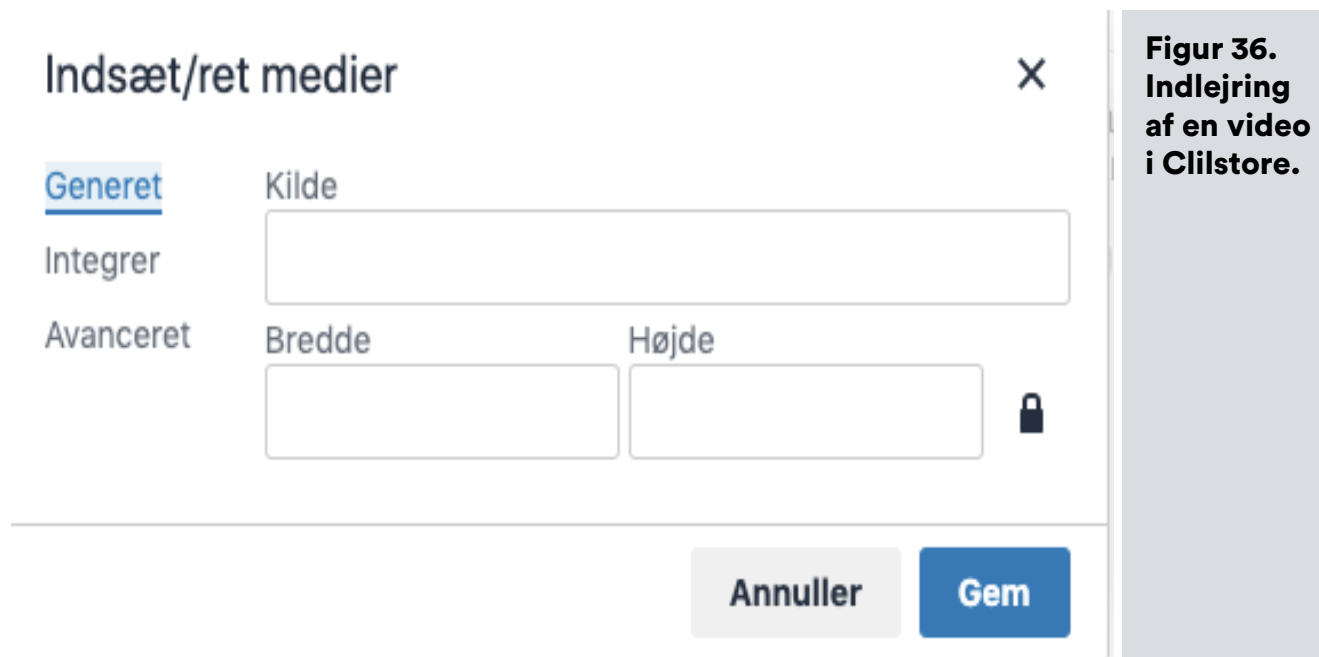 Indsæt/ret medier
Generet
Kilde
Integrer
Avanceret
Bredde
Højde
Annuller
Gem
Figur 36.
Indlejring
af en video
i Clilstore.